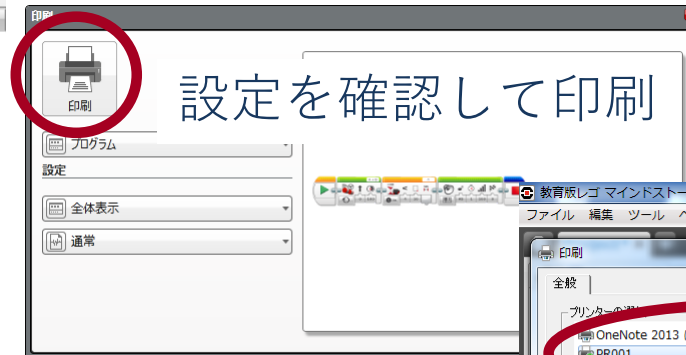 印刷
印刷
設定を確認して印刷
プログラム
設定
全体表示
通常
教育版レゴ マインドストー
ファイル 編集 ツール
印刷
全般
プリンターの選択
OneNote 2013
PR001